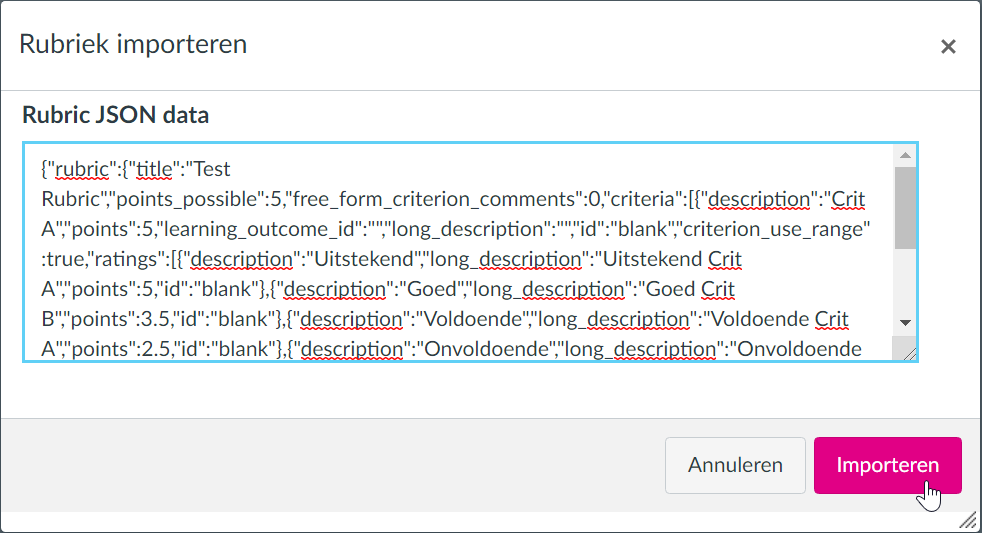 Rubriek importeren
×
Rubric JSON data
{"rubric":{"title":"Test
Rubric","points_possible":5,"free_form_criterion_comments":0,"criteria":[{"description":"Crit
A","points":5,"learning_outcome_id":"","long_description":"","id":"blank","criterion_use_range"
:true,"ratings":[{"description":"Uitstekend","long_description":"Uitstekend Crit
A","points":5,"id":"blank"},{"description":"Goed","long_description":"Goed Crit
B","points":3.5,"id":"blank"},{"description":"Voldoende","long_description":"Voldoende Crit
A","points":2.5,"id":"blank"},{"description":"Onvoldoende","long_description":"Onvoldoende
Annuleren
Importeren